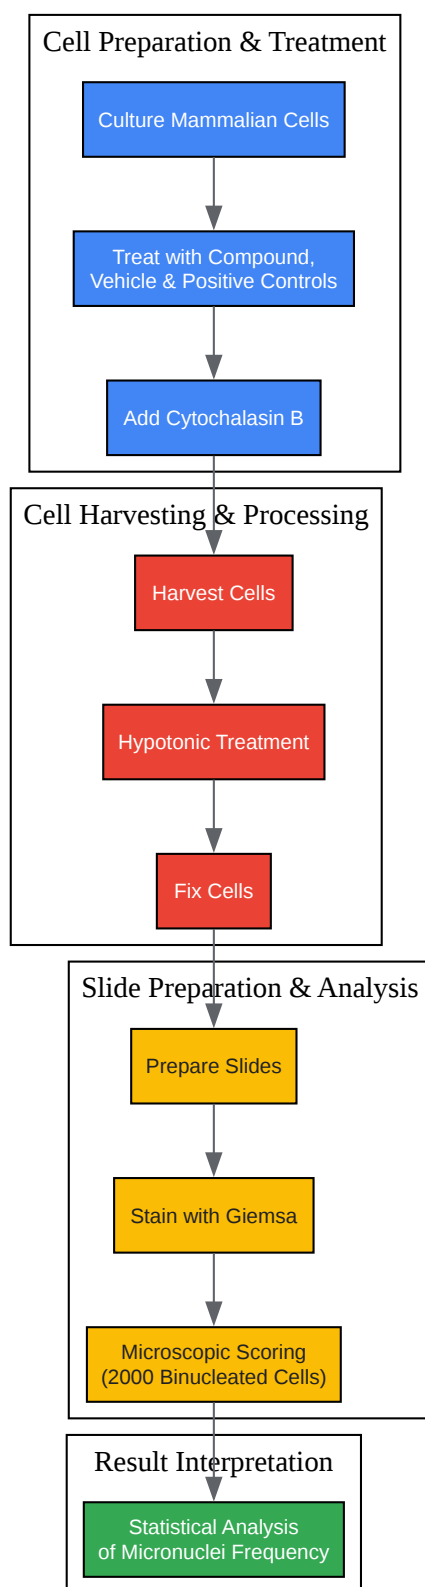 Cell Preparation & Treatment
Culture Mammalian Cells
Treat with Compound,
Vehicle & Positive Controls
Add Cytochalasin B
Cell Harvesting & Processing
Harvest Cells
Hypotonic Treatment
Fix Cells
Slide Preparation & Analysis
Prepare Slides
Stain with Giemsa
Microscopic Scoring
(2000 Binucleated Cells)
Result Interpretation
Statistical Analysis
of Micronuclei Frequency